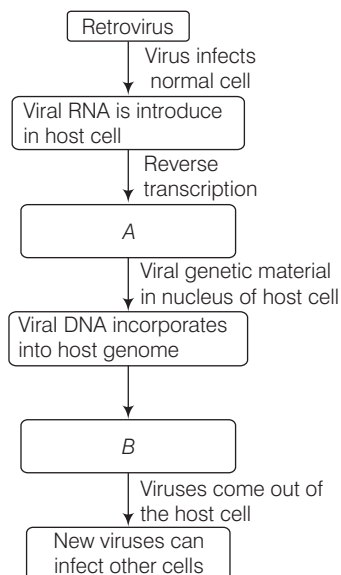 Retrovirus
Virus infects
normal cell
Viral RNA is introduce
in host cell
Reverse
transcription
A
Viral genetic material
in nucleus of host cell
Viral DNA incorporates
into host genome
B
Viruses come out of
the host cell
New viruses can
infect other cells